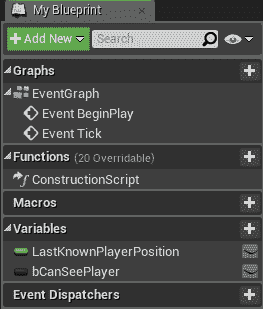 My Blueprint
Add New
Search
Graphs
EventGraph
Event BeginPlay
Event Tick
Functions (20 Overridable)
ConstructionScript
Macros
Variables
LastKnownPlayerPosition
bCanSeePlayer
Event Dispatchers